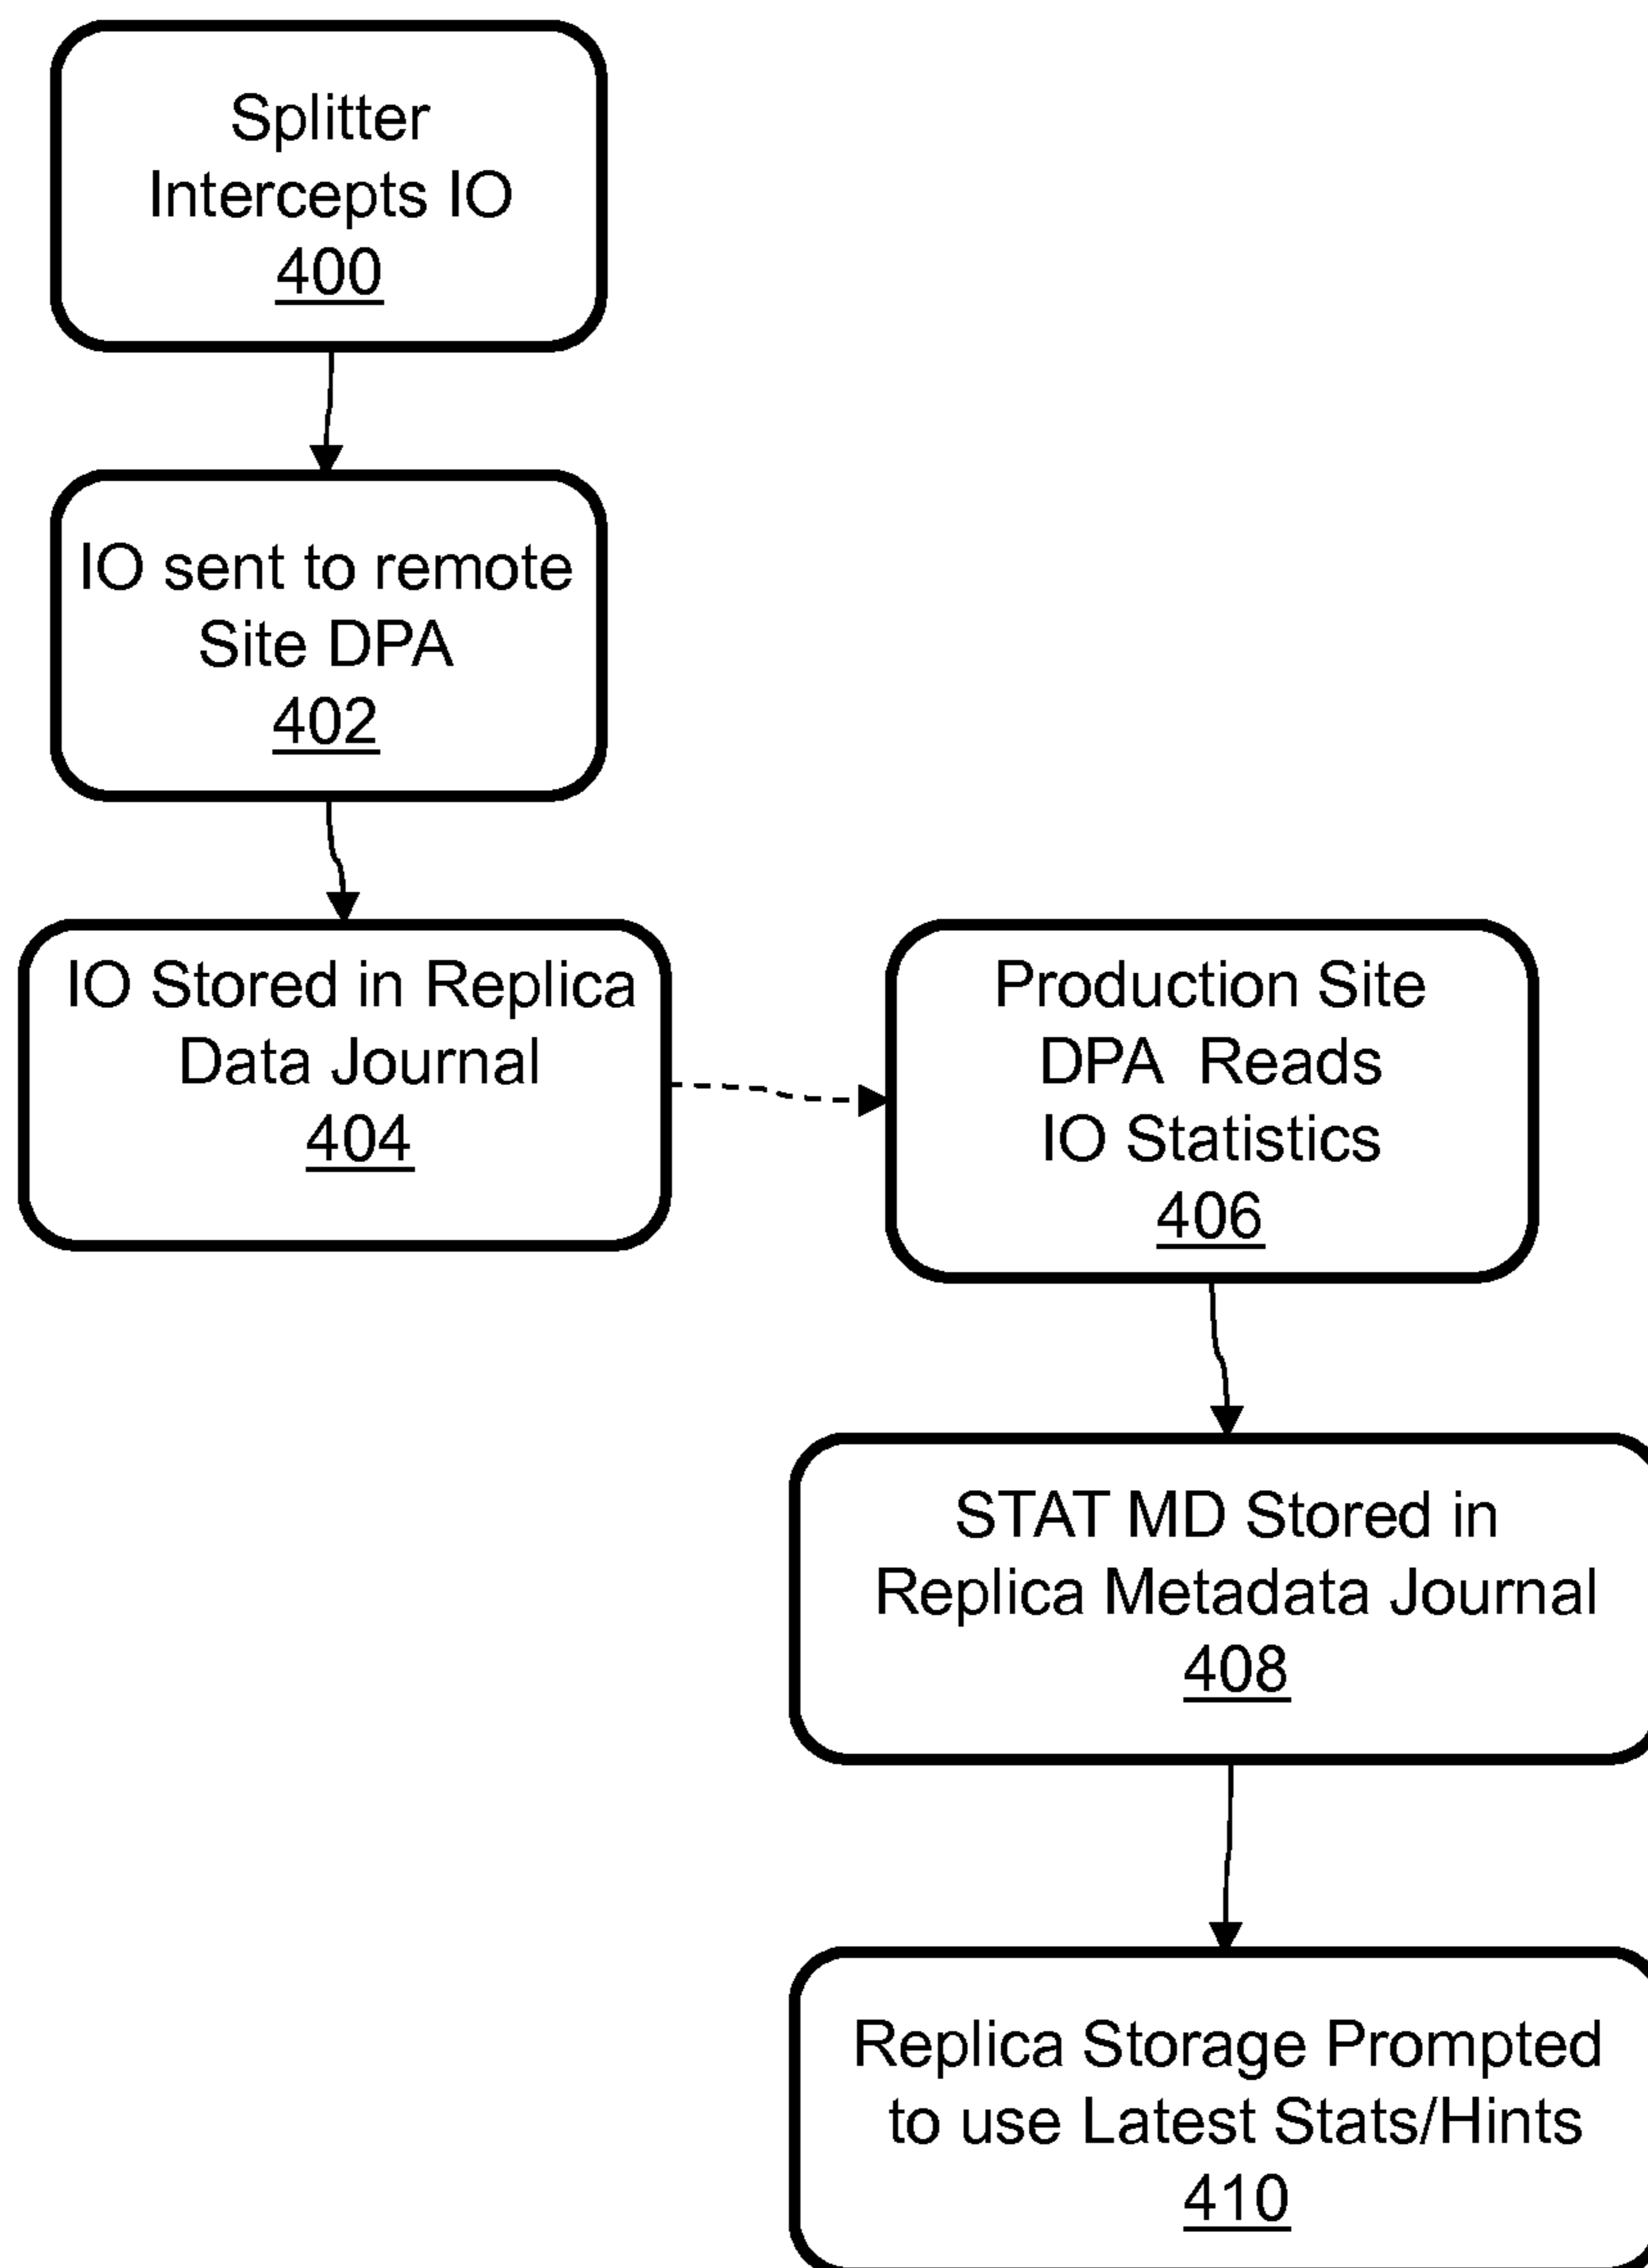 Splitter
Intercepts IO
400
IO sent to remote
Site DPA
402
IO Stored in Replica
Data Journal
404
Production Site
DPA Reads
IO Statistics
406
STAT MD Stored in
Replica Metadata Journal
408
Replica Storage Prompted
to use Latest Stats/Hints
410